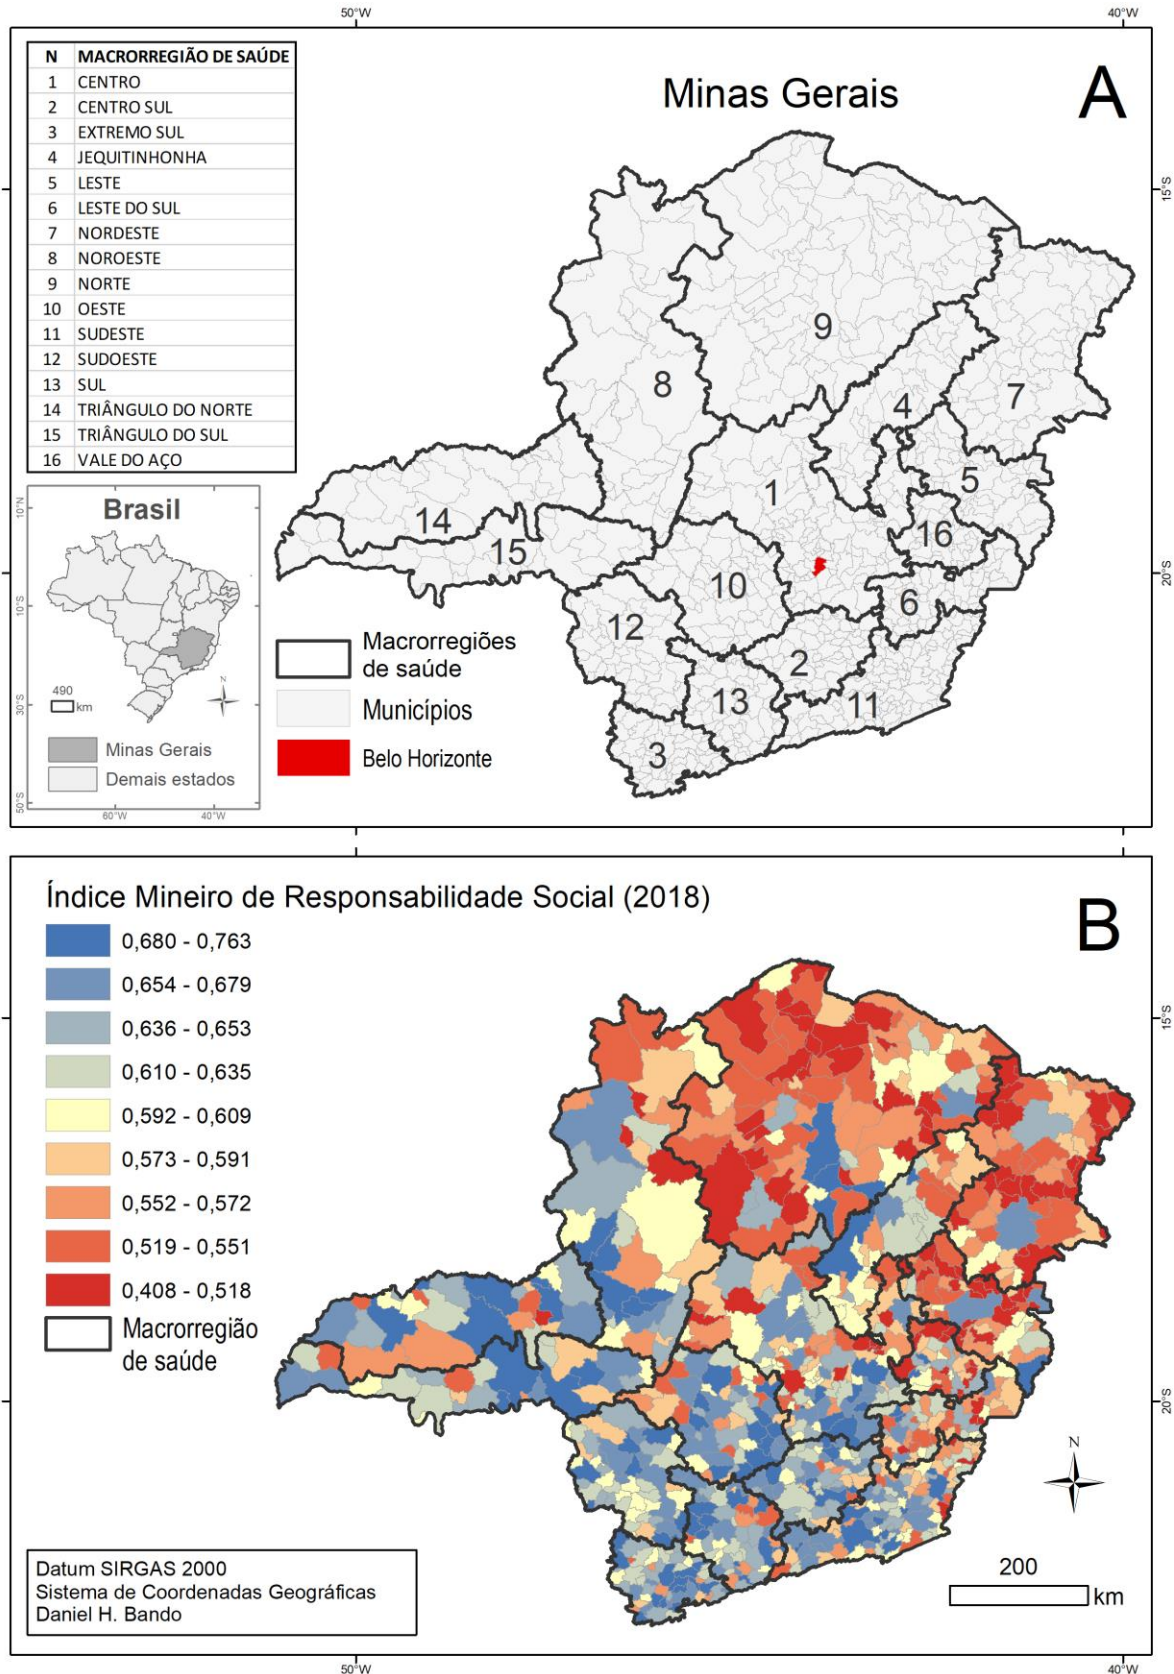 50°W
40°W
N MACRORREGIÃO DE SAÚDE
1 CENTRO
2 CENTRO SUL
3 EXTREMO SUL
4 JEQUITINHONHA
5 LESTE
6 LESTE DO SUL
7 NORDESTE
8 NOROESTE
9 NORTE
10 OESTE
11 SUDESTE
12 SUDOESTE
13 SUL
14 TRIÂNGULO DO NORTE
15 TRIÂNGULO DO SUL
16 VALE DO AÇO
Minas Gerais
A
15°S
20°S
9
8
4
7
1
5
14
15
16
10
6
12
2
13
11
3
Brasil
10°N
10°S
30°S
50°S
N
490
km
Minas Gerais
Demais estados
60°W
40°W
Macrorregiões
de saúde
Municípios
Belo Horizonte
50°W
40°W
Índice Mineiro de Responsabilidade Social (2018)
B
0,680 - 0,763
0,654 - 0,679
0,636 - 0,653
0,610 - 0,635
0,592 - 0,609
0,573 - 0,591
0,552 - 0,572
0,519 - 0,551
0,408 - 0,518
Macrorregião
de saúde
15°S
20°S
N
200
km
Datum SIRGAS 2000
Sistema de Coordenadas Geográficas
Daniel H. Bando
50°W
40°W